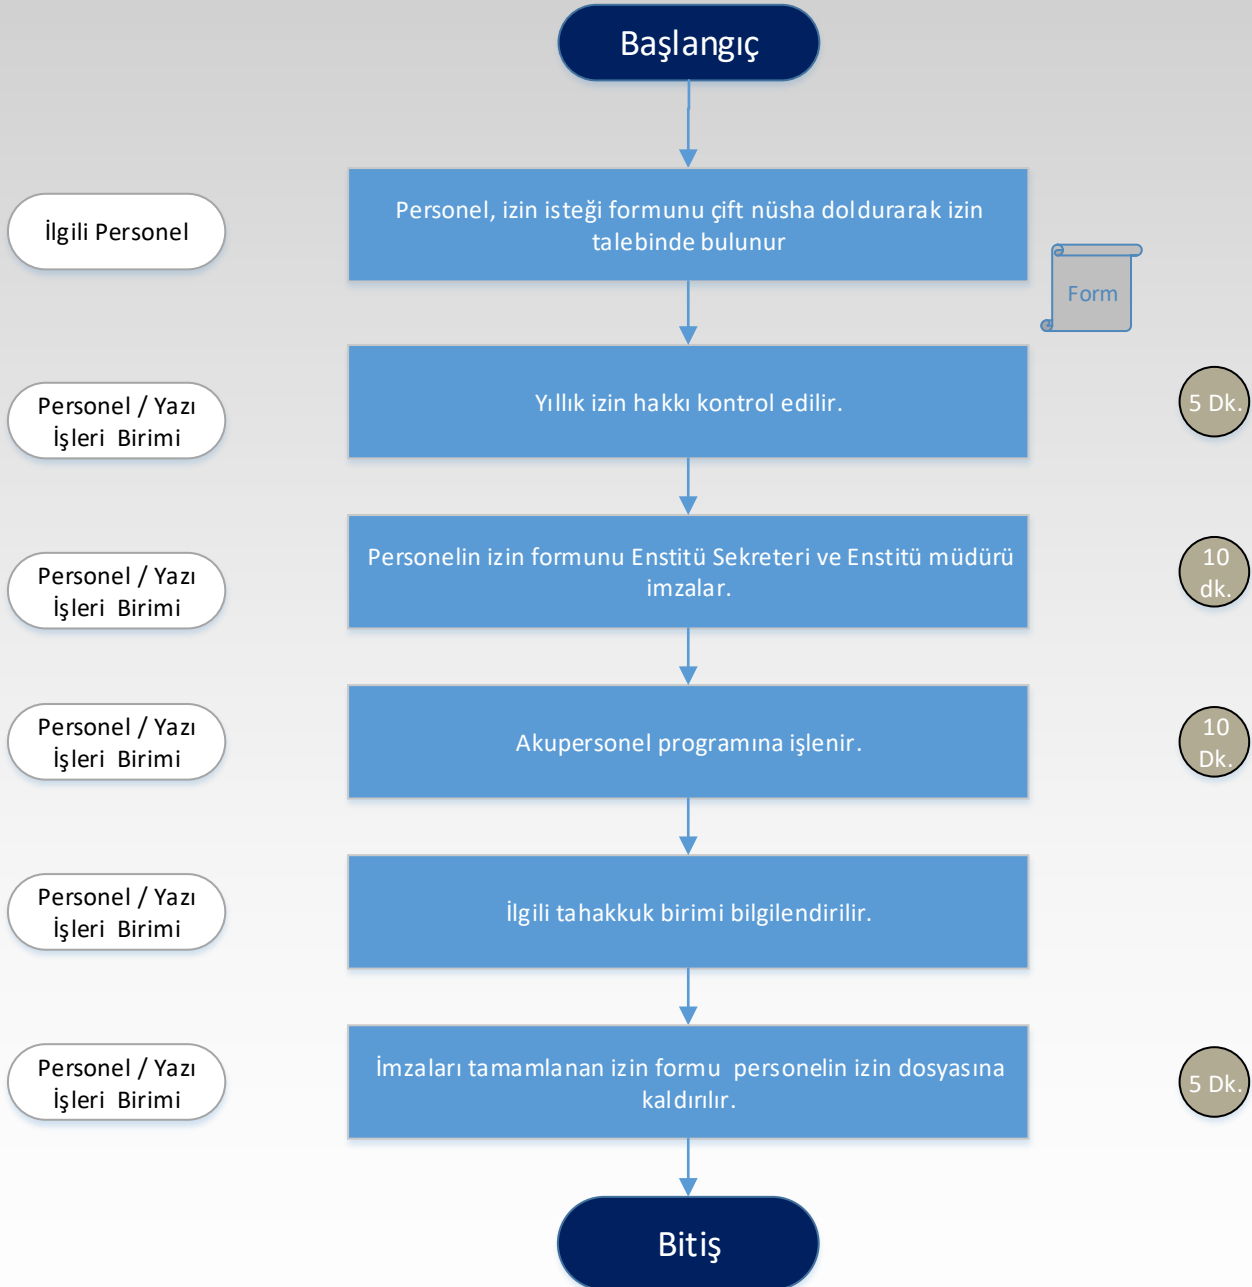 Başlangıç
İlgili Personel
Personel, izin isteği formunu çift nüsha doldurarak izin
talebinde bulunur
Form
Personel / Yazı
İşleri Birimi
Yıllık izin hakkı kontrol edilir.
5 Dk.
Personel / Yazı
İşleri Birimi
Personelin izin formunu Enstitü Sekreteri ve Enstitü müdürü
imzalar.
10
dk.
Personel / Yazı
İşleri Birimi
Akupersonel programına işlenir.
10
Dk.
Personel / Yazı
İşleri Birimi
İlgili tahakkuk birimi bilgilendirilir.
Personel / Yazı
İşleri Birimi
İmzaları tamamlanan izin formu personelin izin dosyasına
kaldırılır.
5 Dk.
Bitiş